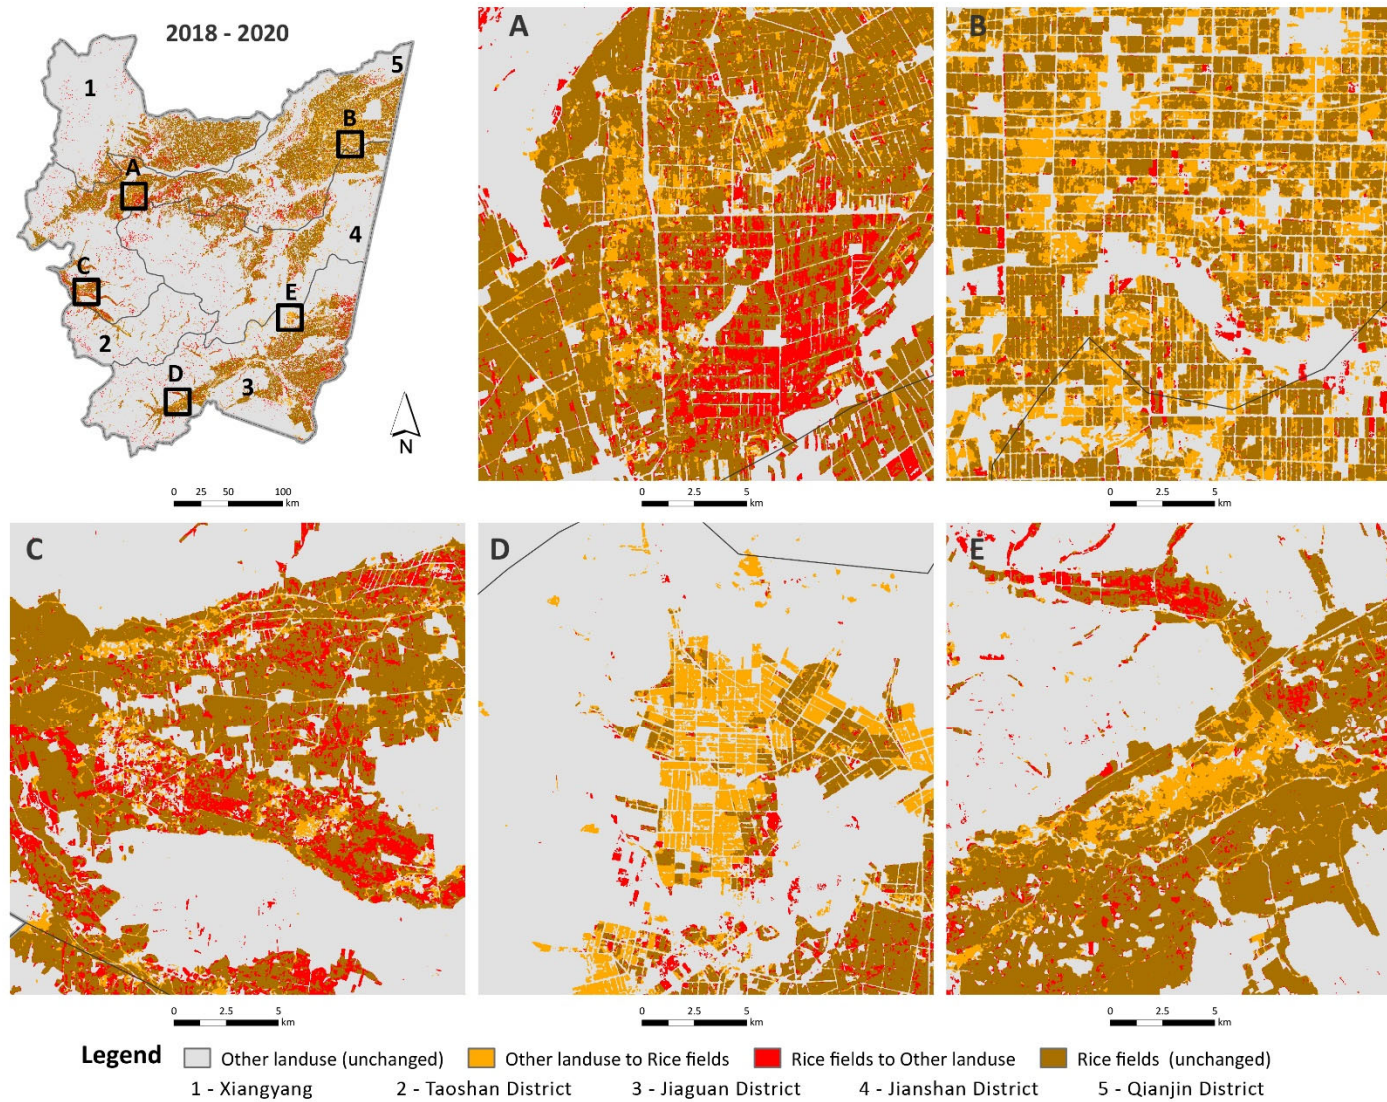 2018 - 2020
1
5
B
A
4
C
E
2
D
3
N
0 25 50 100
km
A
0 2.5 5
km
B
0 2.5 5
km
C
0 2.5 5
km
D
0 2.5 5
km
E
0 2.5 5
km
Legend
Other landuse (unchanged) Other landuse to Rice fields Rice fields to Other landuse Rice fields (unchanged)
1 - Xiangyang 2 - Taoshan District 3 - Jiaguan District 4 - Jianshan District 5 - Qianjin District